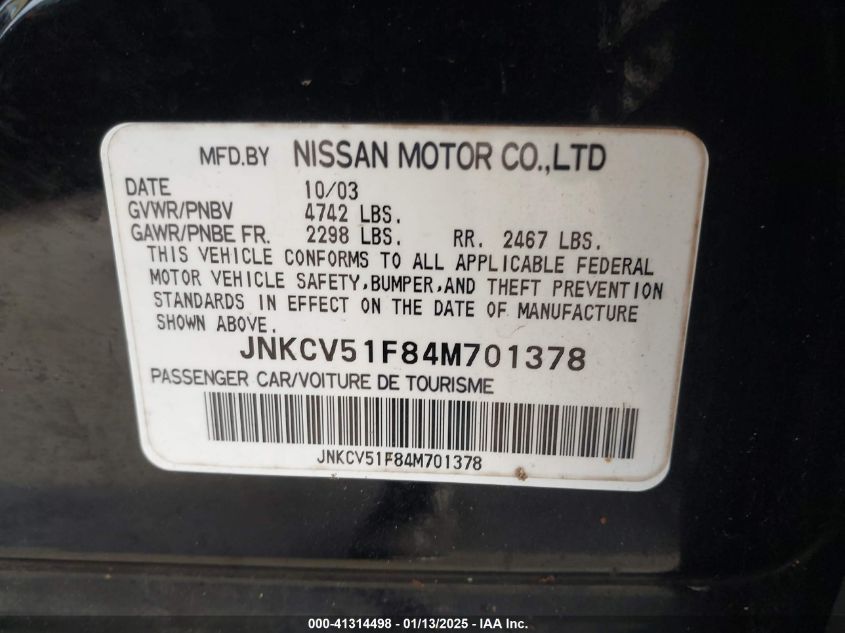 MFD.BY NISSAN MOTOR CO.,LTD
DATE 10/03
GVWR/PNBV 4742 LBS.
GAWR/PNBE FR. 2298 LBS. RR. 2467 LBS.
THIS VEHICLE CONFORMS TO ALL APPLICABLE FEDERAL
MOTOR VEHICLE SAFETY,BUMPER,AND THEFT PREVENTION
STANDARDS IN EFFECT ON THE DATE OF MANUFACTURE
SHOWN ABOVE.
JNKCV51F84M701378
PASSENGER CAR/VOITURE DE TOURISME
JNKCV51F84M701378
000-41314498 - 01/13/2025 - IAA Inc.